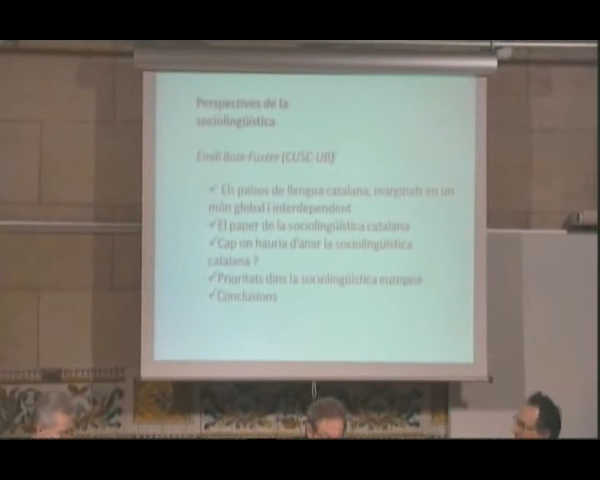 Perspectives de la
sociolingüística
Emili Boix-Fuster (CUSC-UB)
✓ Els països de llengua catalana, marginals en un
món global i interdependent
✓El paper de la sociolingüística catalana
✓Cap on hauria d'anar la sociolingüística
catalana ?
✓Prioritats dins la sociolingüística europea
✓Conclusions